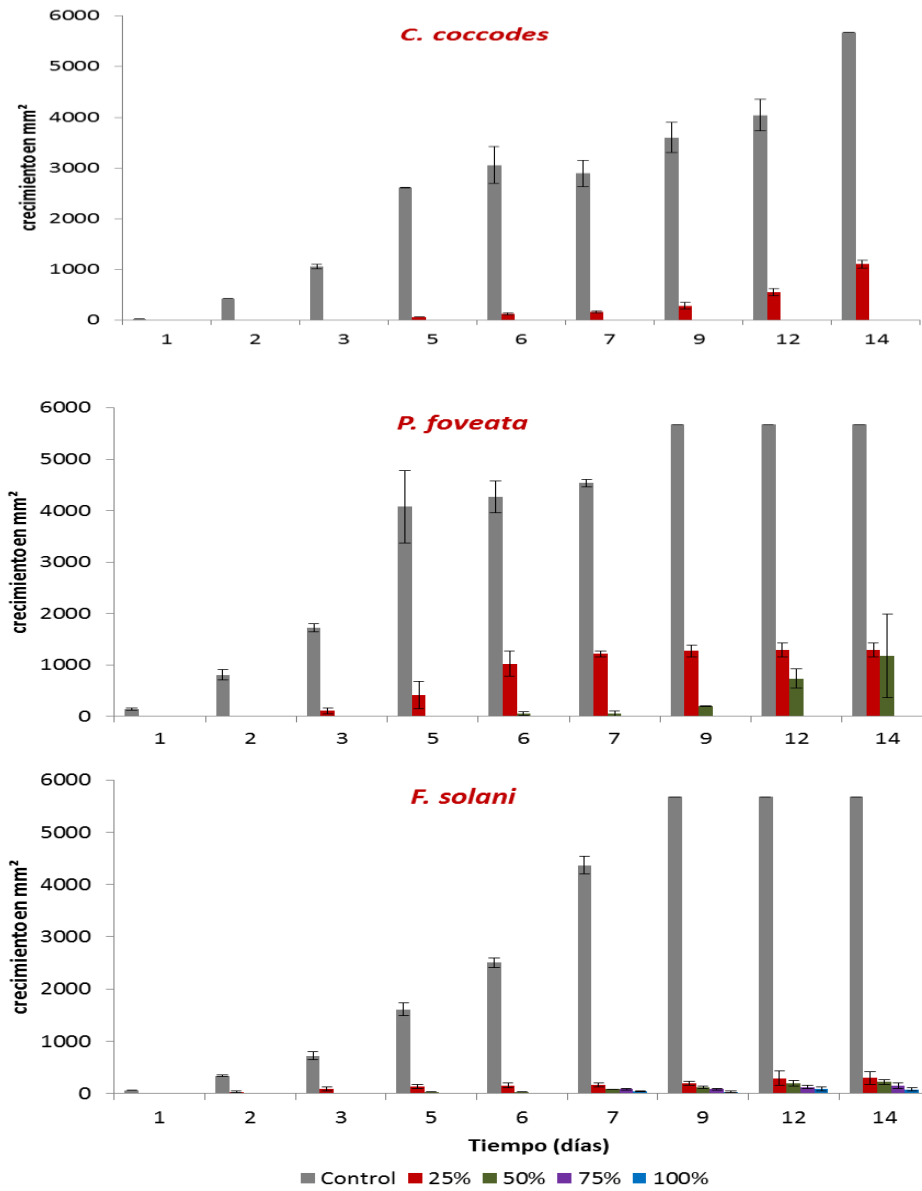 C. coccodes
crecimiento en mm²
6000
5000
4000
3000
2000
1000
0
1 2 3 5 6 7 9 12 14
P. foveata
crecimiento en mm²
6000
5000
4000
3000
2000
1000
0
1 2 3 5 6 7 9 12 14
F. solani
crecimiento en mm²
6000
5000
4000
3000
2000
1000
0
1 2 3 5 6 7 9 12 14
Tiempo (días)
Control 25% 50% 75% 100%